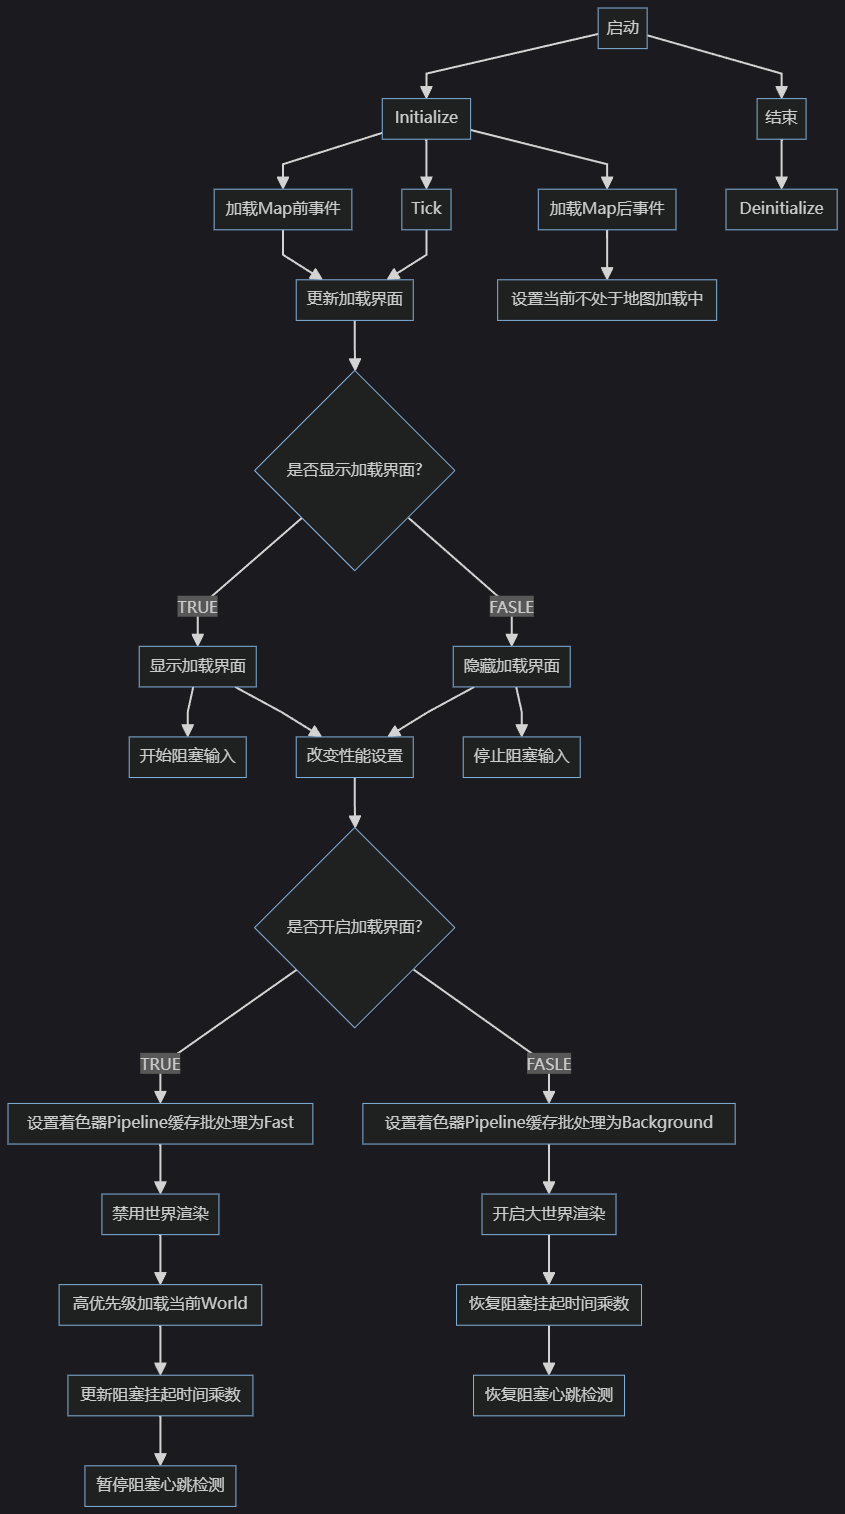 启动
Initialize
结束
加载Map前事件
Tick
加载Map后事件
Deinitialize
更新加载界面
设置当前不处于地图加载中
是否显示加载界面?
TRUE
FASLE
显示加载界面
隐藏加载界面
开始阻塞输入
改变性能设置
停止阻塞输入
是否开启加载界面?
TRUE
FASLE
设置着色器Pipeline缓存批处理为Fast
设置着色器Pipeline缓存批处理为Background
禁用世界渲染
开启大世界渲染
高优先级加载当前World
恢复阻塞挂起时间乘数
更新阻塞挂起时间乘数
恢复阻塞心跳检测
暂停阻塞心跳检测